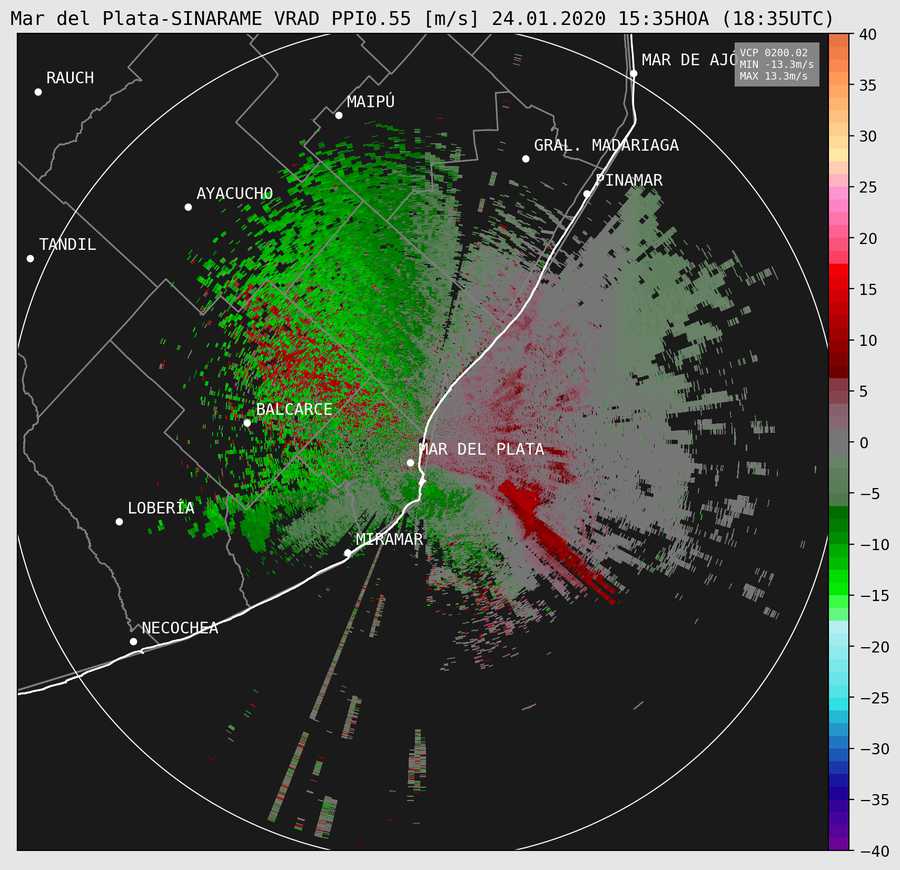 Mar del Plata-SINARAME VRAD PPI0.55 [m/s] 24.01.2020 15:35HOA (18:35UTC)
VCP 0200.02
MIN -13.3m/s
MAX 13.3m/s
MAR DE AJÓ
RAUCH
MAIPÚ
GRAL. MADARIAGA
PINAMAR
AYACUCHO
TANDIL
BALCARCE
MAR DEL PLATA
LOBERÍA
MIRAMAR
NECOCHEA
40
35
30
25
20
15
10
5
0
−5
−10
−15
−20
−25
−30
−35
−40